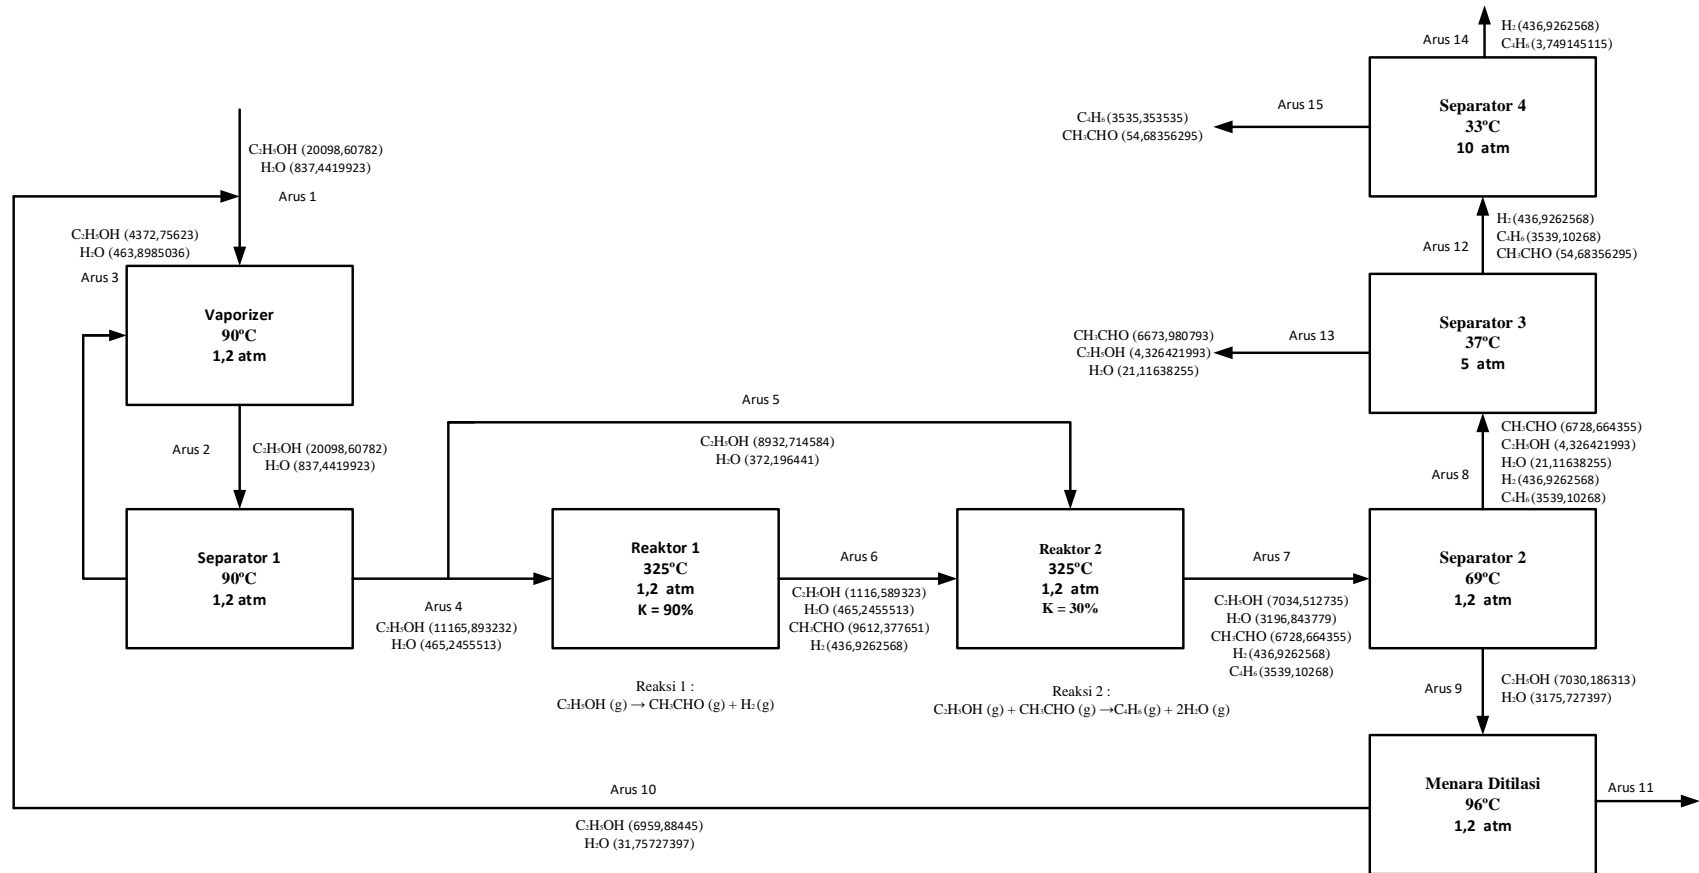 C₂H₅OH (20098,60782)
H₂O (837,4419923)
Arus 1
C₂H₅OH (4372,75623)
H₂O (463,8985036)
Arus 3
Vaporizer
90ºC
1,2 atm
Arus 2
C₂H₅OH (20098,60782)
H₂O (837,4419923)
Separator 1
90ºC
1,2 atm
Arus 5
C₂H₅OH (8932,714584)
H₂O (372,196441)
Arus 4
C₂H₅OH (11165,893232)
H₂O (465,2455513)
Reaktor 1
325ºC
1,2 atm
K = 90%
Reaksi 1 :
C₂H₅OH (g) → CH₃CHO (g) + H₂ (g)
Arus 6
C₂H₅OH (1116,589323)
H₂O (465,2455513)
CH₃CHO (9612,377651)
H₂ (436,9262568)
Reaktor 2
325ºC
1,2 atm
K = 30%
Reaksi 2 :
C₂H₅OH (g) + CH₃CHO (g) →C₄H₆ (g) + 2H₂O (g)
Arus 7
C₂H₅OH (7034,512735)
H₂O (3196,843779)
CH₃CHO (6728,664355)
H₂ (436,9262568)
C₄H₆ (3539,10268)
Separator 2
69ºC
1,2 atm
Arus 8
CH₃CHO (6728,664355)
C₂H₅OH (4,326421993)
H₂O (21,11638255)
H₂ (436,9262568)
C₄H₆ (3539,10268)
Separator 3
37ºC
5 atm
Arus 13
CH₃CHO (6673,980793)
C₂H₅OH (4,326421993)
H₂O (21,11638255)
Arus 12
H₂ (436,9262568)
C₄H₆ (3539,10268)
CH₃CHO (54,68356295)
Separator 4
33ºC
10 atm
Arus 15
C₄H₆ (3535,353535)
CH₃CHO (54,68356295)
Arus 14
H₂ (436,9262568)
C₄H₆ (3,749145115)
Arus 9
C₂H₅OH (7030,186313)
H₂O (3175,727397)
Menara Ditilasi
96ºC
1,2 atm
Arus 11
Arus 10
C₂H₅OH (6959,88445)
H₂O (31,75727397)